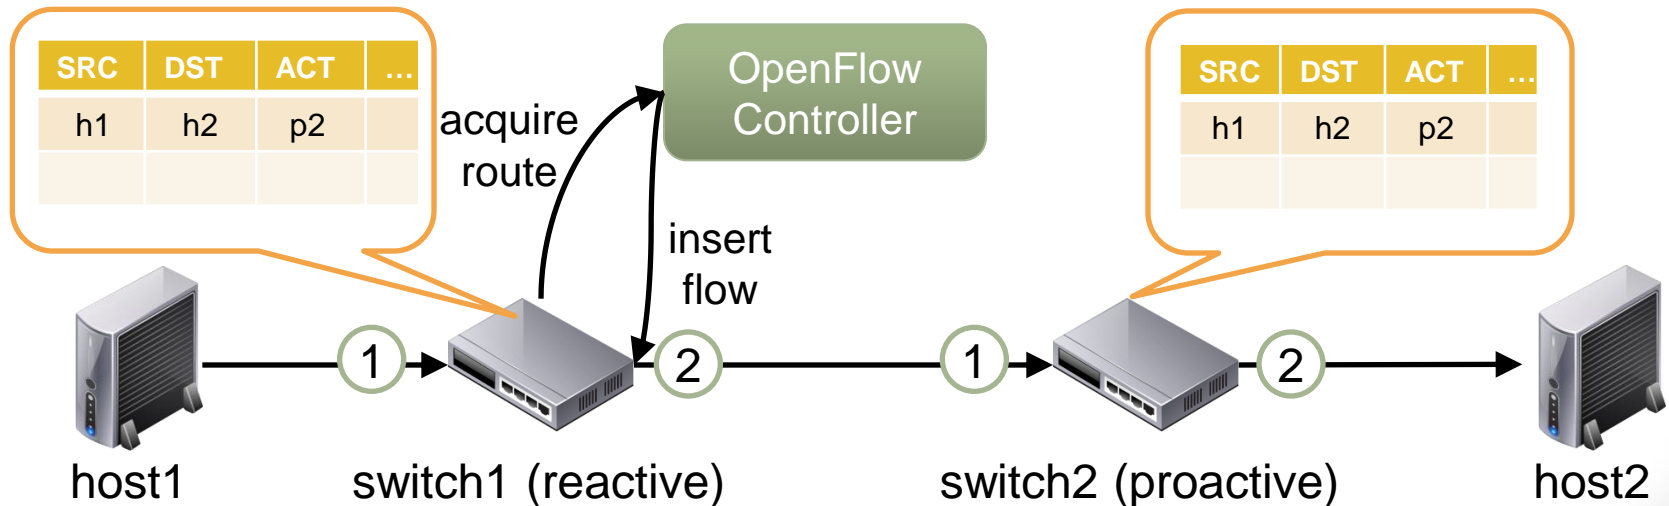 SRC DST ACT ...
h1 h2 p2
acquire
route
OpenFlow
Controller
insert
flow
SRC DST ACT ...
h1 h2 p2
1
2
1
2
host1
switch1 (reactive)
switch2 (proactive)
host2